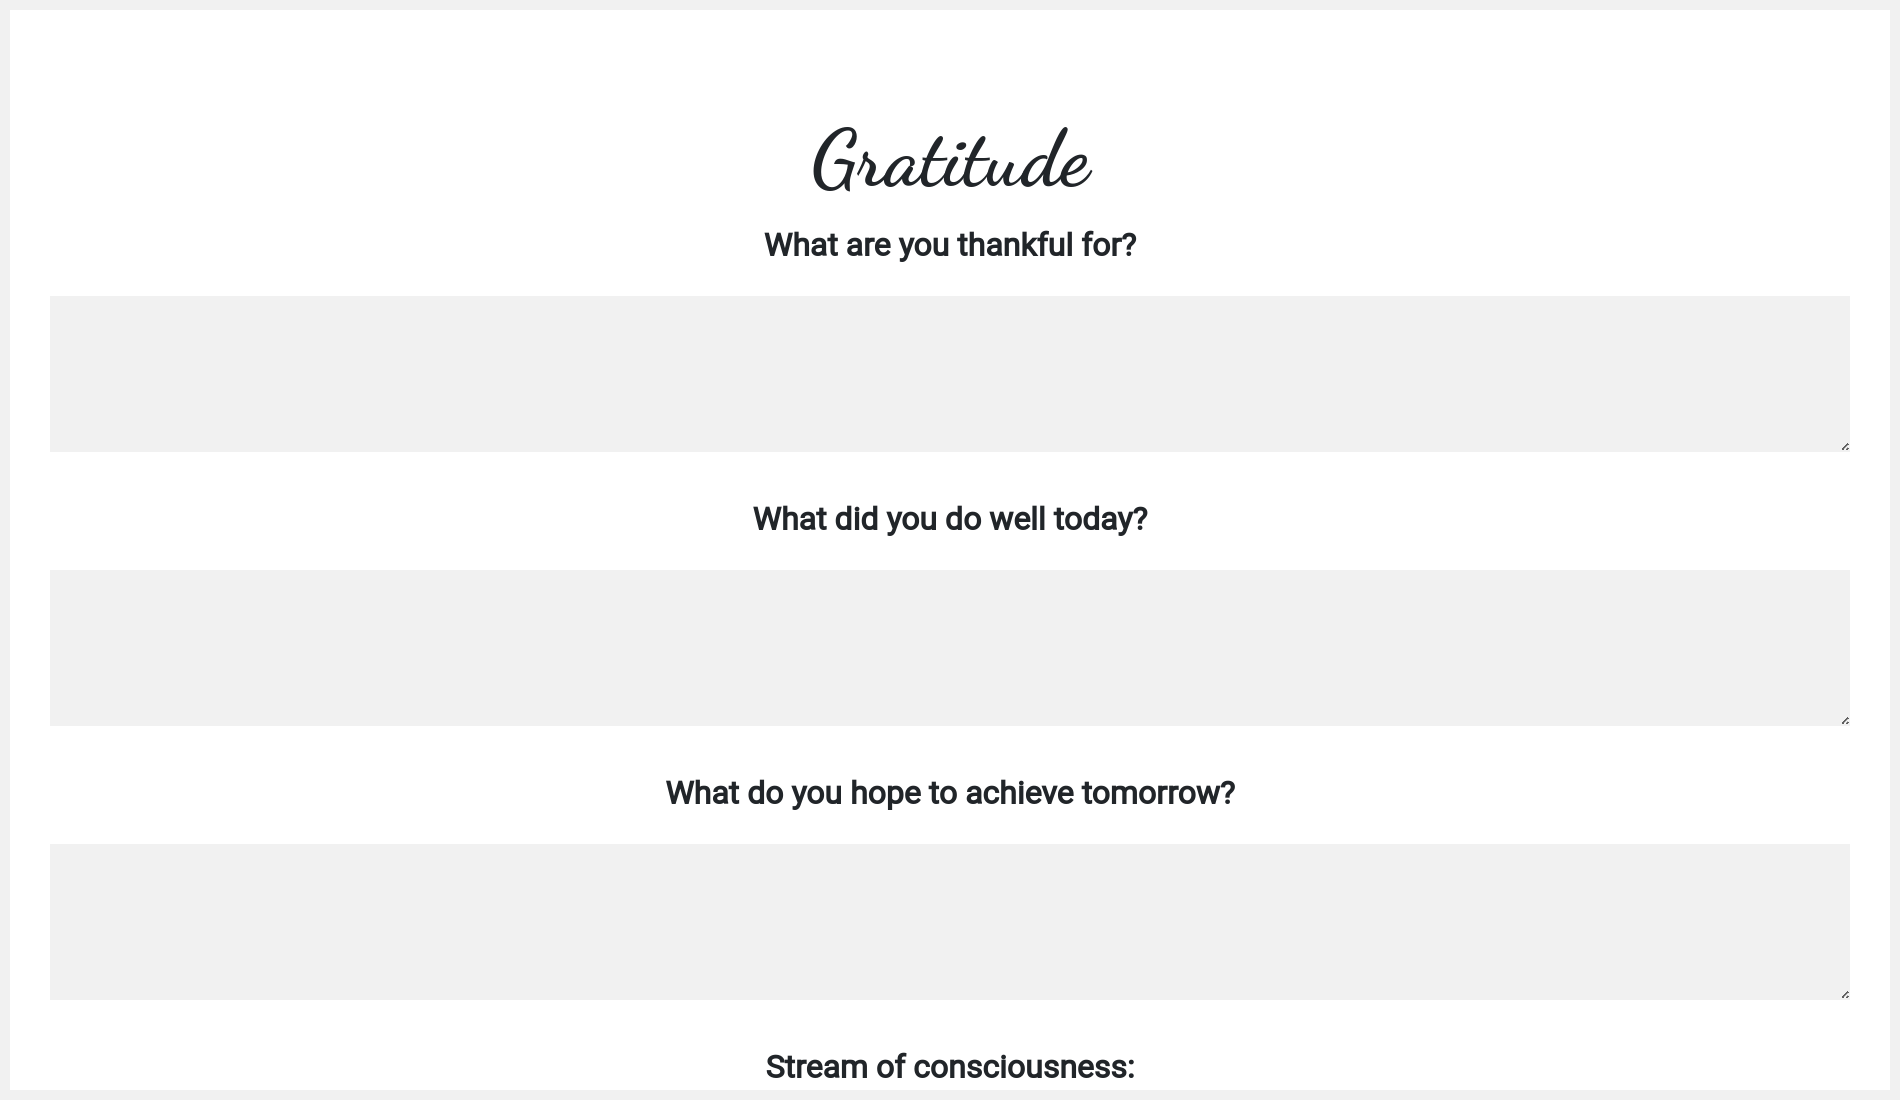 Gratitude
What are you thankful for?
What did you do well today?
What do you hope to achieve tomorrow?
Stream of consciousness: